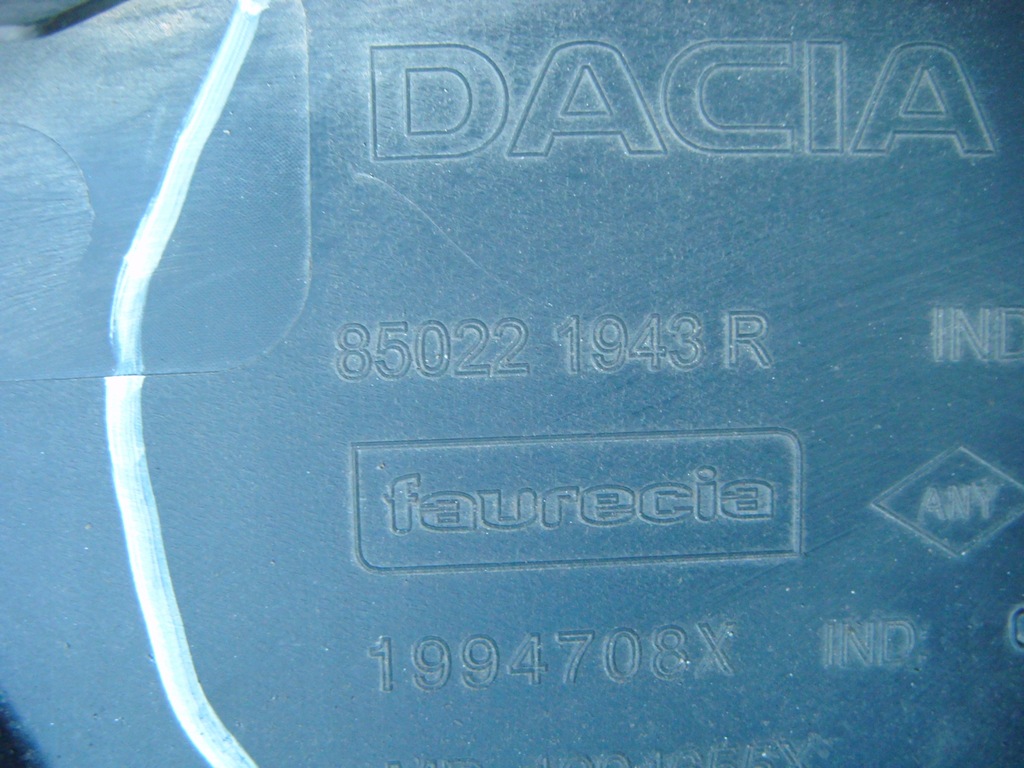 DACIA
85022 1943 R IND
faurecia
ANY
1994708X IND